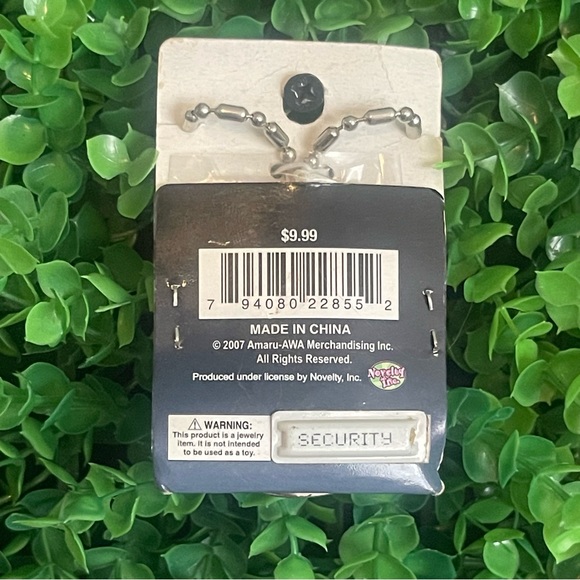 $9.99
7 94080 22855 2
MADE IN CHINA
© 2007 Amaru-AWA Merchandising Inc.
All Rights Reserved.
Produced under license by Novelty, Inc.
Novelty
Inc.
WARNING:
This product is a jewelry
item. It is not intended
to be used as a toy.
SECURITY